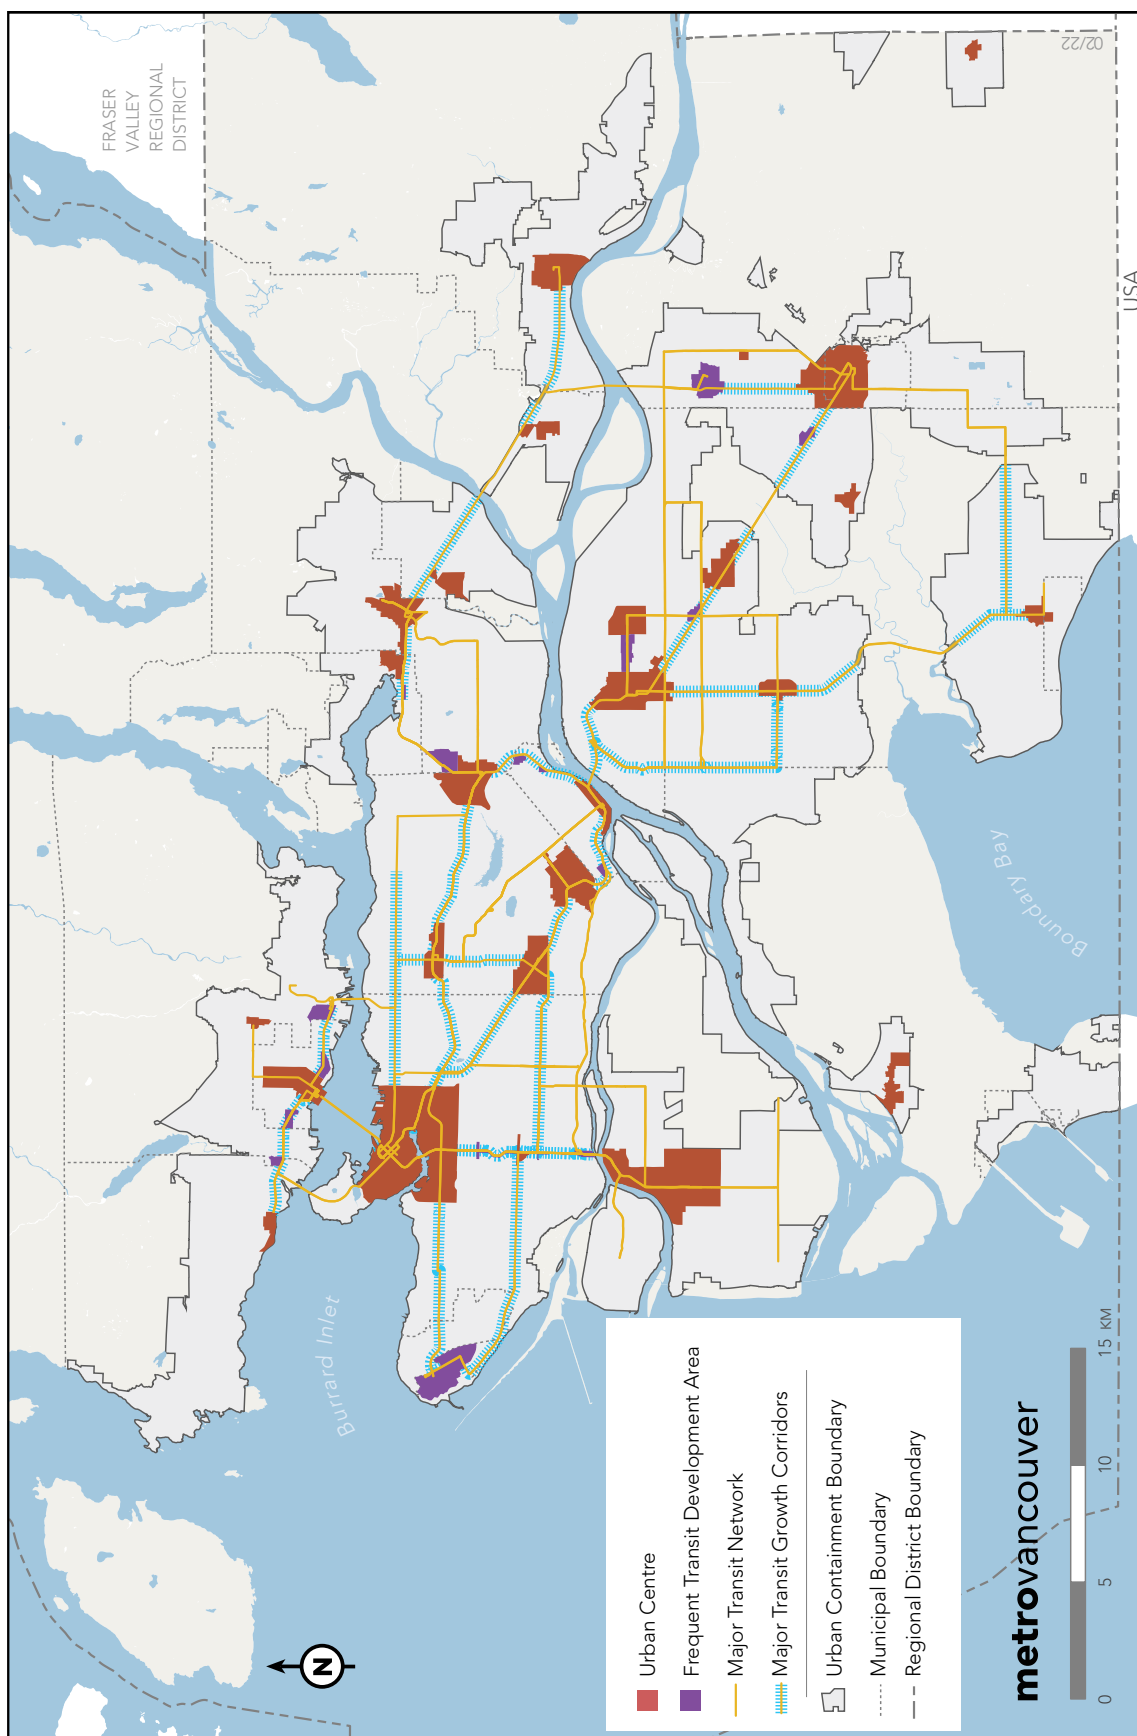 FRASER
VALLEY
REGIONAL
DISTRICT
02/22
USA
Burrard Inlet
Boundary Bay
N
Urban Centre
Frequent Transit Development Area
Major Transit Network
Major Transit Growth Corridors
Urban Containment Boundary
Municipal Boundary
Regional District Boundary
metrovancouver
0 5 10 15 KM